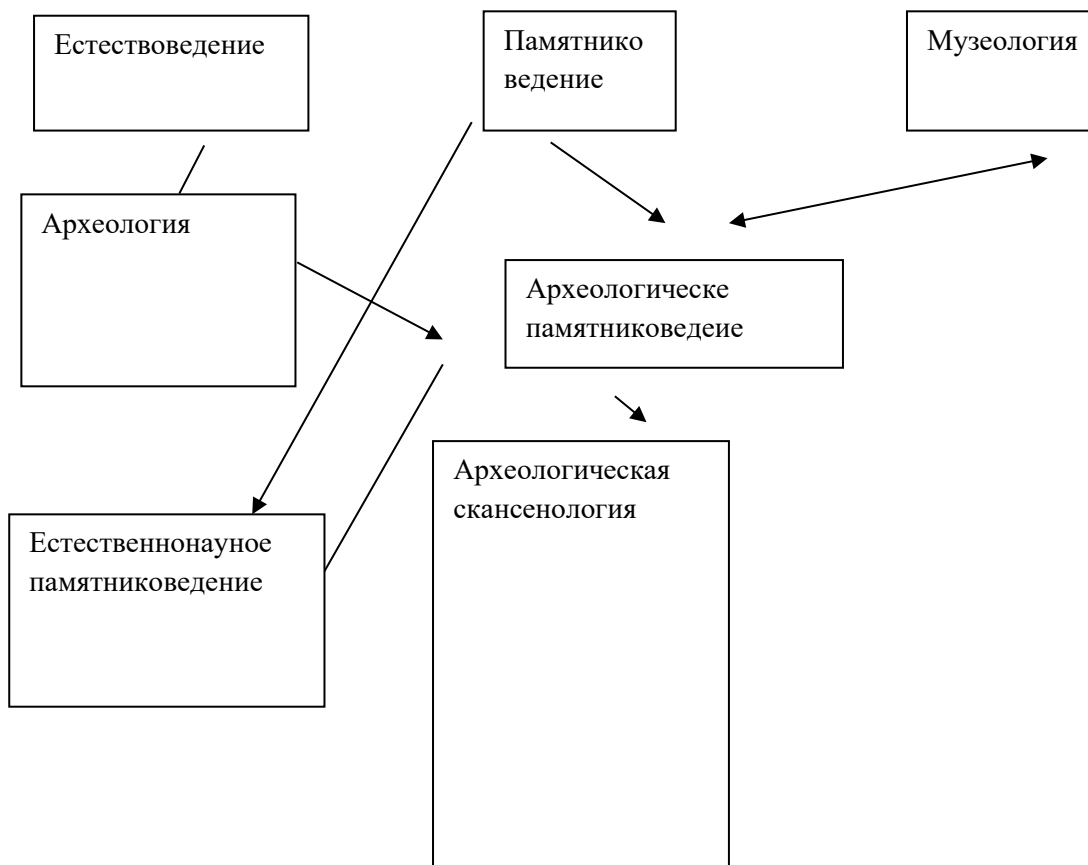 Естествоведение
Памятнико
ведение
Музеология
Археология
Археологическе
памятниковедеие
Археологическая
скансенология
Естественнонауное
памятниковедение